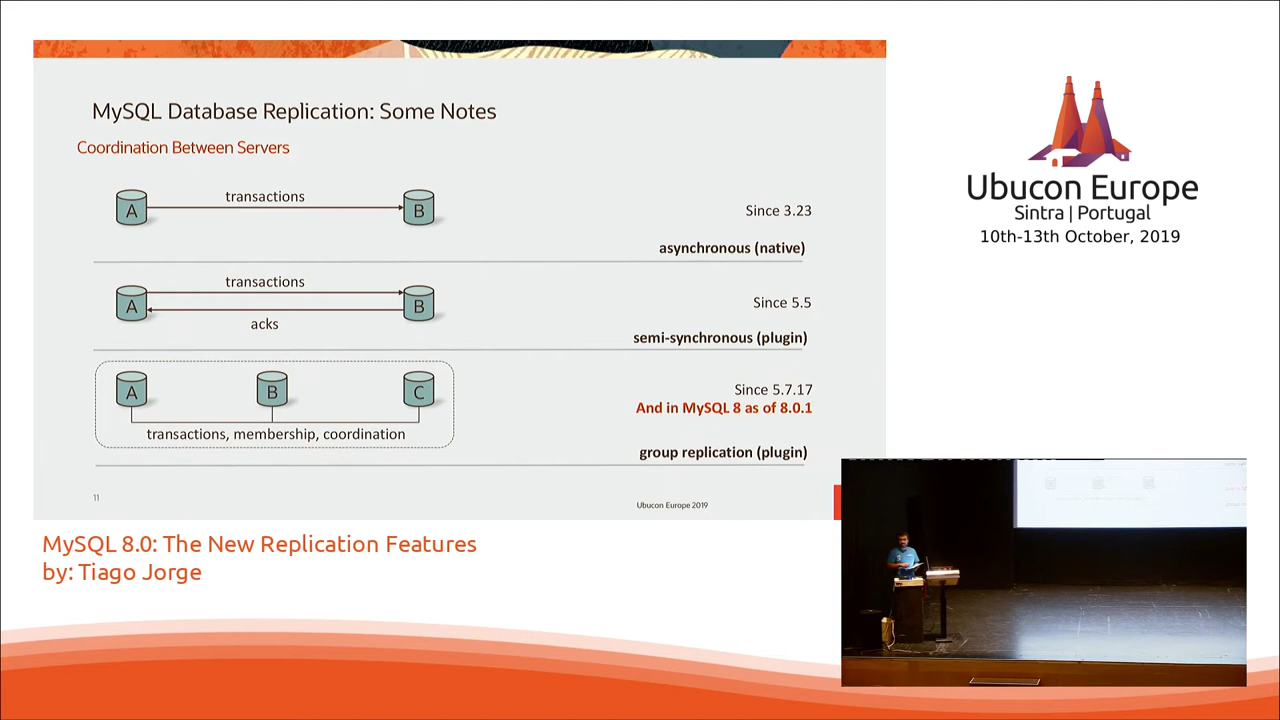 MySQL Database Replication: Some Notes
Coordination Between Servers
transactions
A
B
Since 3.23
asynchronous (native)
transactions
A
B
acks
Since 5.5
semi-synchronous (plugin)
A
B
C
transactions, membership, coordination
Since 5.7.17
And in MySQL 8 as of 8.0.1
group replication (plugin)
11
Ubucon Europe 2019
Ubucon Europe
Sintra | Portugal
10th-13th October, 2019
MySQL 8.0: The New Replication Features
by: Tiago Jorge